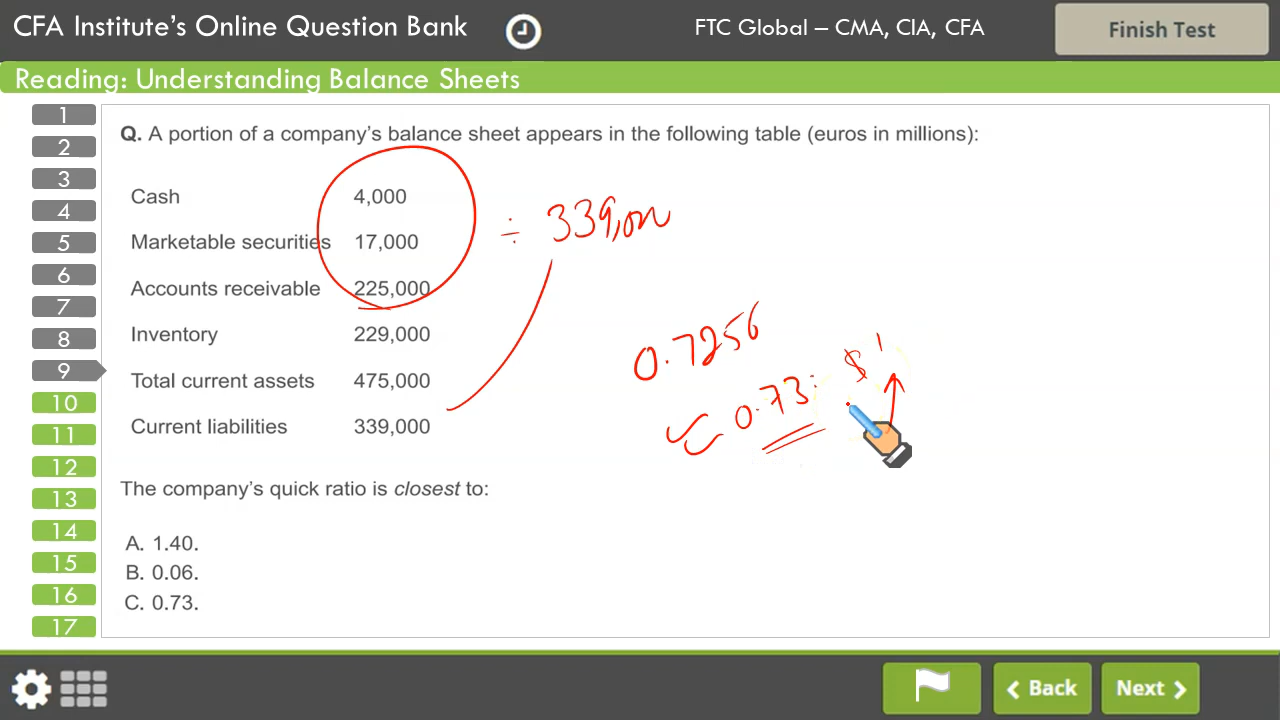 CFA Institute's Online Question Bank
FTC Global – CMA, CIA, CFA
Finish Test
Reading: Understanding Balance Sheets
1
2
3
4
5
6
7
8
9
10
11
12
13
14
15
16
17
Q. A portion of a company's balance sheet appears in the following table (euros in millions):
Cash 4,000
Marketable securities 17,000
Accounts receivable 225,000
Inventory 229,000
Total current assets 475,000
Current liabilities 339,000
÷ 339,000
0.7256
0.73: $1
The company's quick ratio is closest to:
A. 1.40.
B. 0.06.
C. 0.73.
Back
Next